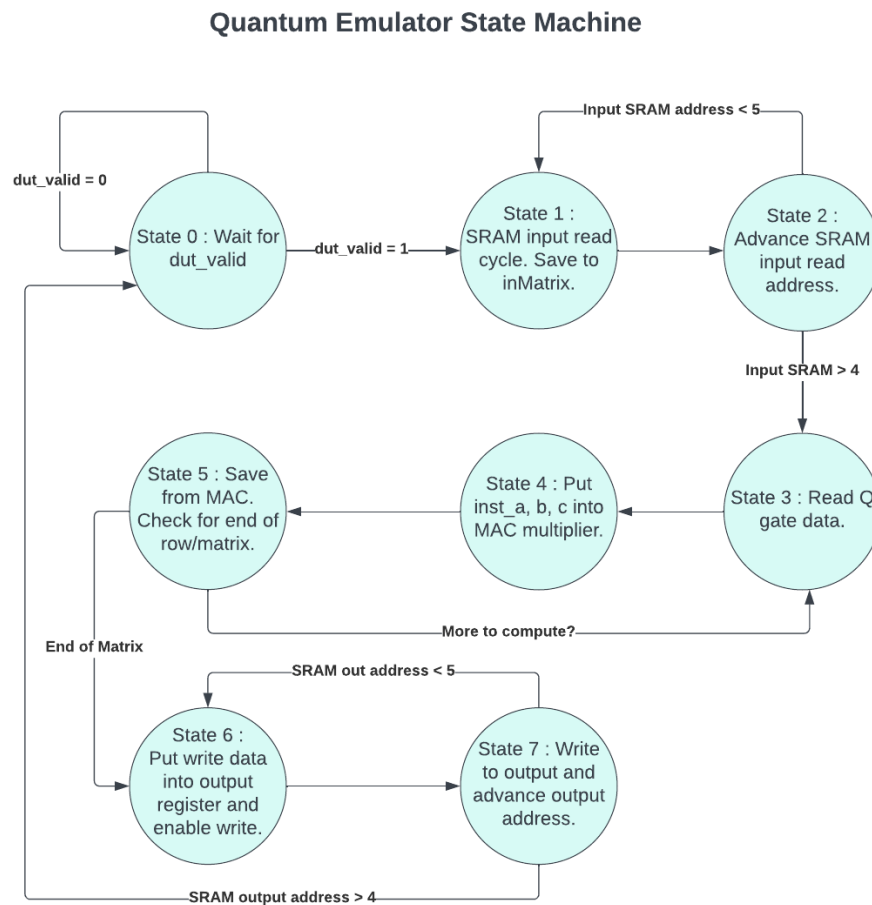 Quantum Emulator State Machine
Input SRAM address < 5
dut_valid = 0
State 0 : Wait for
dut_valid
dut_valid = 1
State 1 :
SRAM input read
cycle. Save to
inMatrix.
State 2 :
Advance SRAM
input read
address.
Input SRAM > 4
State 5 : Save
from MAC.
Check for end of
row/matrix.
State 4 : Put
inst_a, b, c into
MAC multiplier.
State 3 : Read Q
gate data.
More to compute?
End of Matrix
SRAM out address < 5
State 6 :
Put write data
into output
register and
enable write.
State 7 : Write
to output and
advance output
address.
SRAM output address > 4